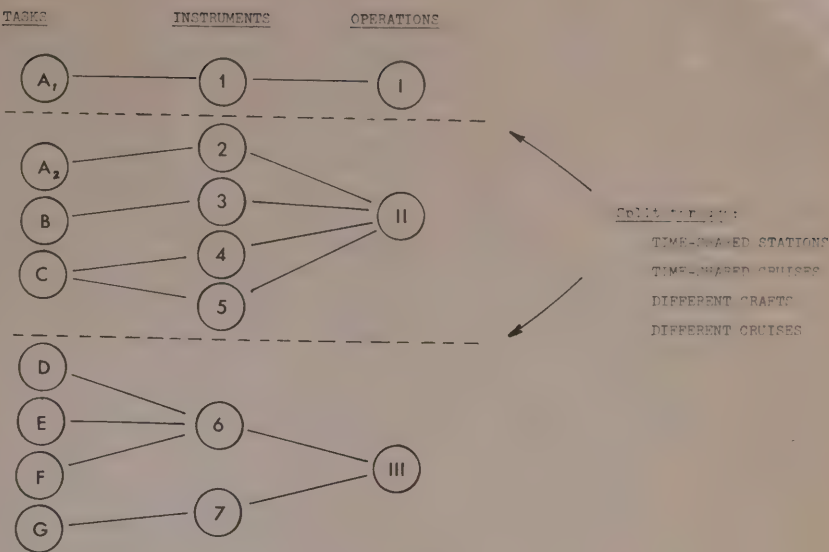 TASKS INSTRUMENTS OPERATIONS
A₁ 1 I
A₂ 2
B 3 II
C 4
5
Split
TIME-SHARED STATIONS
TIME-SHARED CRUISES
DIFFERENT CRAFTS
DIFFERENT CRUISES
D
E 6
F III
G 7